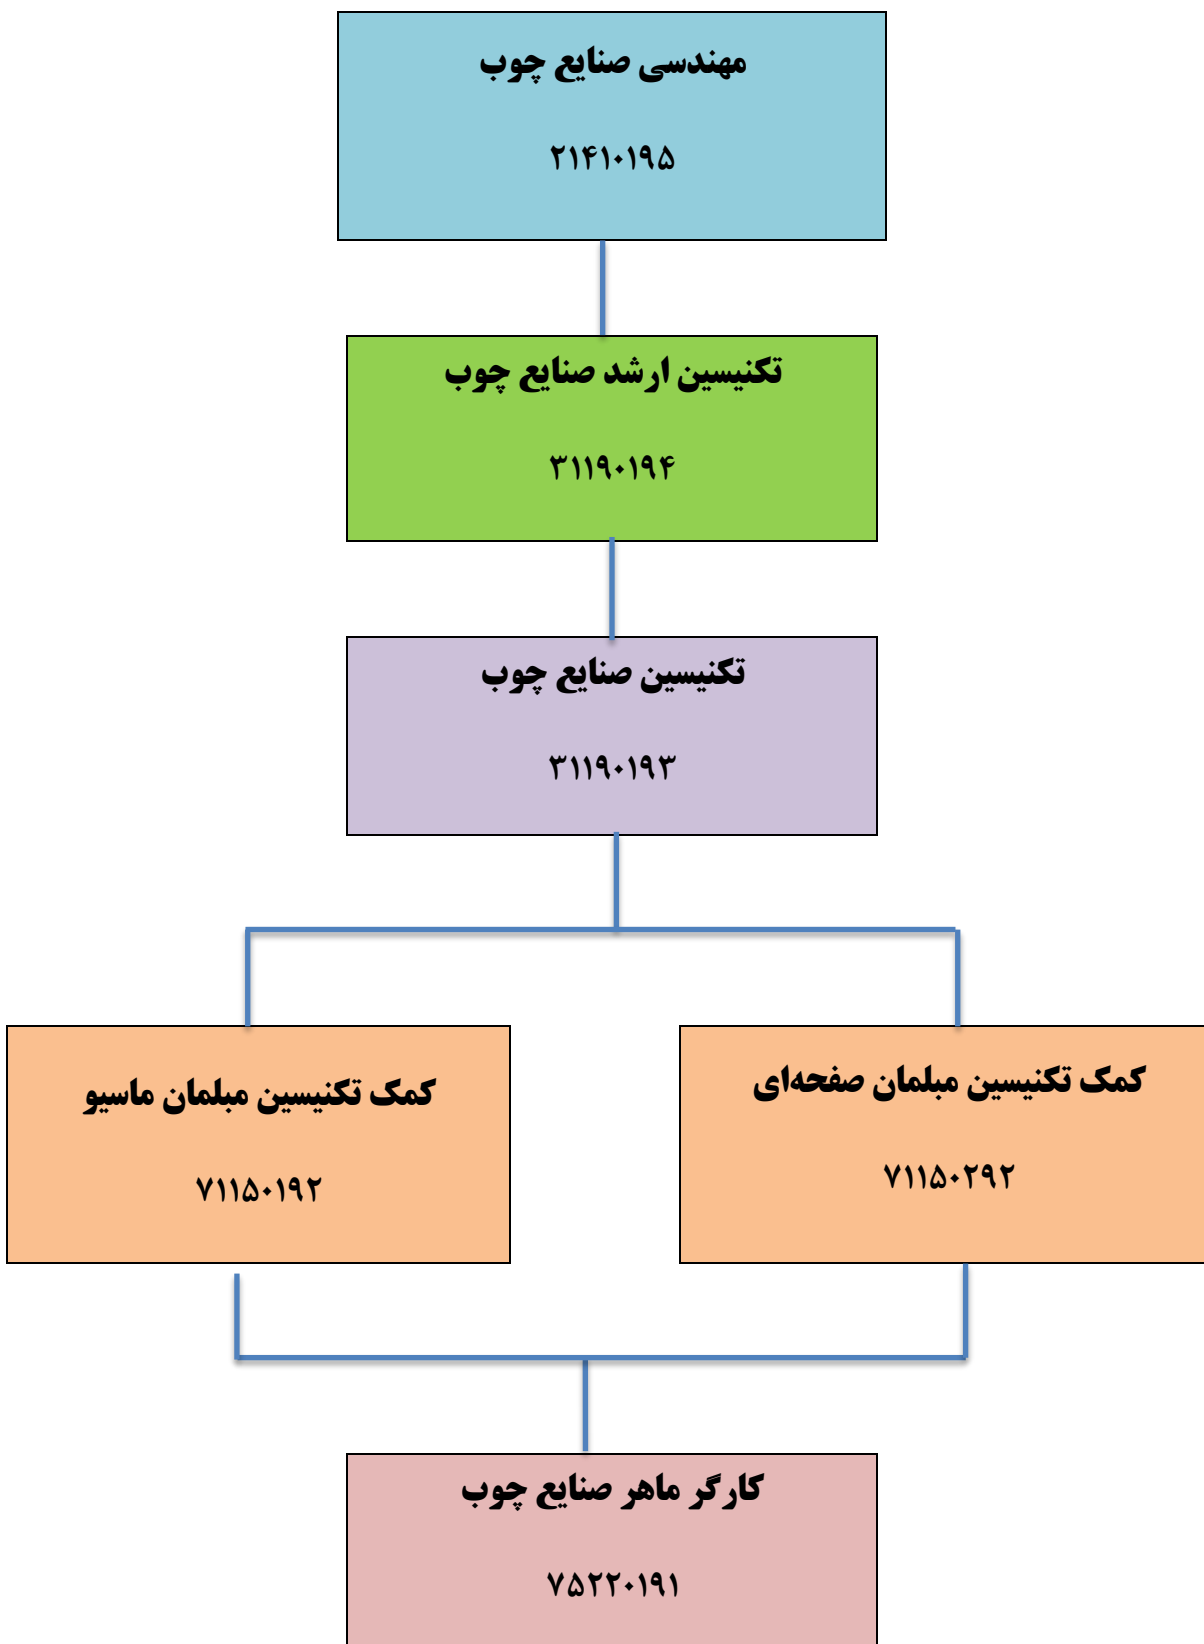 مهندسی صنایع چوب
۲۱۴۱۰۱۹۵
تکنیسین ارشد صنایع چوب
۳۱۱۹۰۱۹۴
تکنیسین صنایع چوب
۳۱۱۹۰۱۹۳
کمک تکنیسین مبلمان صفحه‌ای
۷۱۱۵۰۲۹۲
کمک تکنیسین مبلمان ماسیو
۷۱۱۵۰۱۹۲
کارگر ماهر صنایع چوب
۷۵۲۲۰۱۹۱